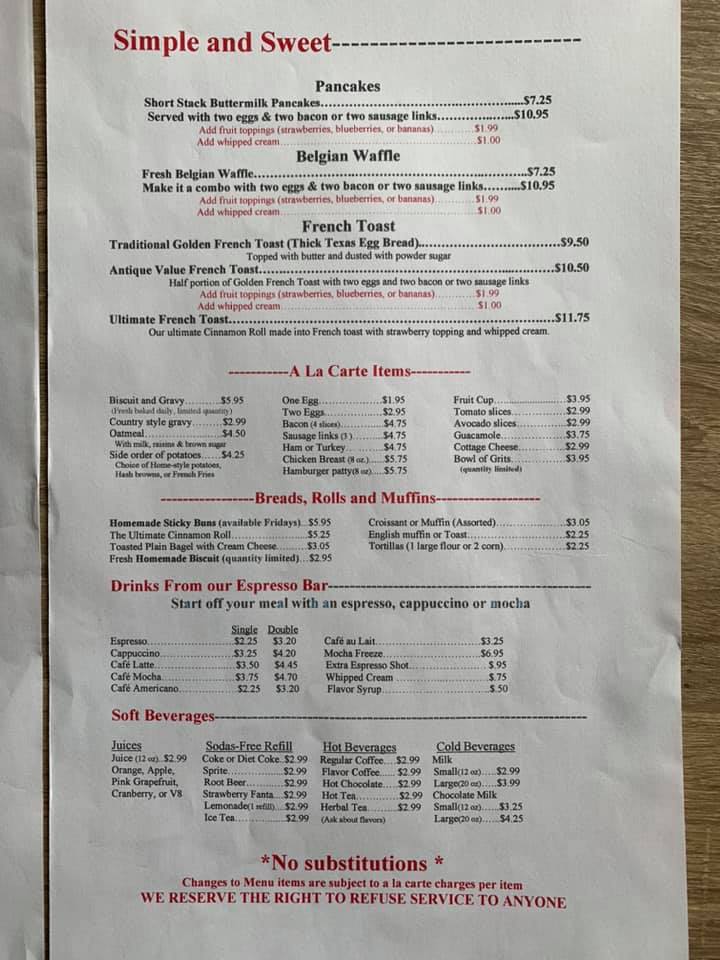 Simple and Sweet--------------------------
Pancakes
Short Stack Buttermilk Pancakes..........................................................$7.25
Served with two eggs & two bacon or two sausage links......................$10.95
Add fruit toppings (strawberries, blueberries, or bananas)............$1.99
Add whipped cream..........................................................$1.00
Belgian Waffle
Fresh Belgian Waffle..........................................................................$7.25
Make it a combo with two eggs & two bacon or two sausage links..........$10.95
Add fruit toppings (strawberries, blueberries, or bananas)............$1.99
Add whipped cream..........................................................$1.00
French Toast
Traditional Golden French Toast (Thick Texas Egg Bread).....................................$9.50
Topped with butter and dusted with powder sugar
Antique Value French Toast..............................................................................$10.50
Half portion of Golden French Toast with two eggs and two bacon or two sausage links
Add fruit toppings (strawberries, blueberries, or bananas)............$1.99
Add whipped cream..........................................................$1.00
Ultimate French Toast......................................................................................$11.75
Our ultimate Cinnamon Roll made into French toast with strawberry topping and whipped cream.
-----------A La Carte Items-----------
Biscuit and Gravy..........$5.95
(Fresh baked daily, limited quantity)
Country style gravy.........$2.99
Oatmeal.......................$4.50
With milk, raisins & brown sugar
Side order of potatoes......$4.25
Choice of Home-style potatoes,
Hash browns, or French Fries
One Egg....................$1.95
Two Eggs...................$2.95
Bacon (4 slices).............$4.75
Sausage links (3)..........$4.75
Ham or Turkey............$4.75
Chicken Breast (8 oz.).....$5.75
Hamburger patty(8 oz).....$5.75
Fruit Cup........................$3.95
Tomato slices..................$2.99
Avocado slices.................$2.99
Guacamole.....................$3.75
Cottage Cheese...............$2.99
Bowl of Grits..................$3.95
(quantity limited)
-----------------Breads, Rolls and Muffins-------------------
Homemade Sticky Buns (available Fridays)..$5.95
The Ultimate Cinnamon Roll.......................$5.25
Toasted Plain Bagel with Cream Cheese.........$3.05
Fresh Homemade Biscuit (quantity limited)...$2.95
Croissant or Muffin (Assorted)......................$3.05
English muffin or Toast...............................$2.25
Tortillas (1 large flour or 2 corn)...................$2.25
Drinks From our Espresso Bar------------------------------------------------
Start off your meal with an espresso, cappuccino or mocha
Single Double
Espresso.........................$2.25 $3.20
Cappuccino.....................$3.25 $4.20
Café Latte.......................$3.50 $4.45
Café Mocha.....................$3.75 $4.70
Café Americano................$2.25 $3.20
Café au Lait............................$3.25
Mocha Freeze.........................$6.95
Extra Espresso Shot....................$.95
Whipped Cream........................$.75
Flavor Syrup............................$.50
Soft Beverages--------------------------------------------------------------------
Juices
Juice (12 oz)..$2.99
Orange, Apple,
Pink Grapefruit,
Cranberry, or V8
Sodas-Free Refill
Coke or Diet Coke..$2.99
Sprite.................$2.99
Root Beer............$2.99
Strawberry Fanta...$2.99
Lemonade(1 refill)....$2.99
Ice Tea................$2.99
Hot Beverages
Regular Coffee....$2.99
Flavor Coffee......$2.99
Hot Chocolate.....$2.99
Hot Tea.............$2.99
Herbal Tea.........$2.99
(Ask about flavors)
Cold Beverages
Milk
Small(12 oz).....$2.99
Large(20 oz).....$3.99
Chocolate Milk
Small(12 oz)......$3.25
Large(20 oz).....$4.25
*No substitutions *
Changes to Menu items are subject to a la carte charges per item
WE RESERVE THE RIGHT TO REFUSE SERVICE TO ANYONE